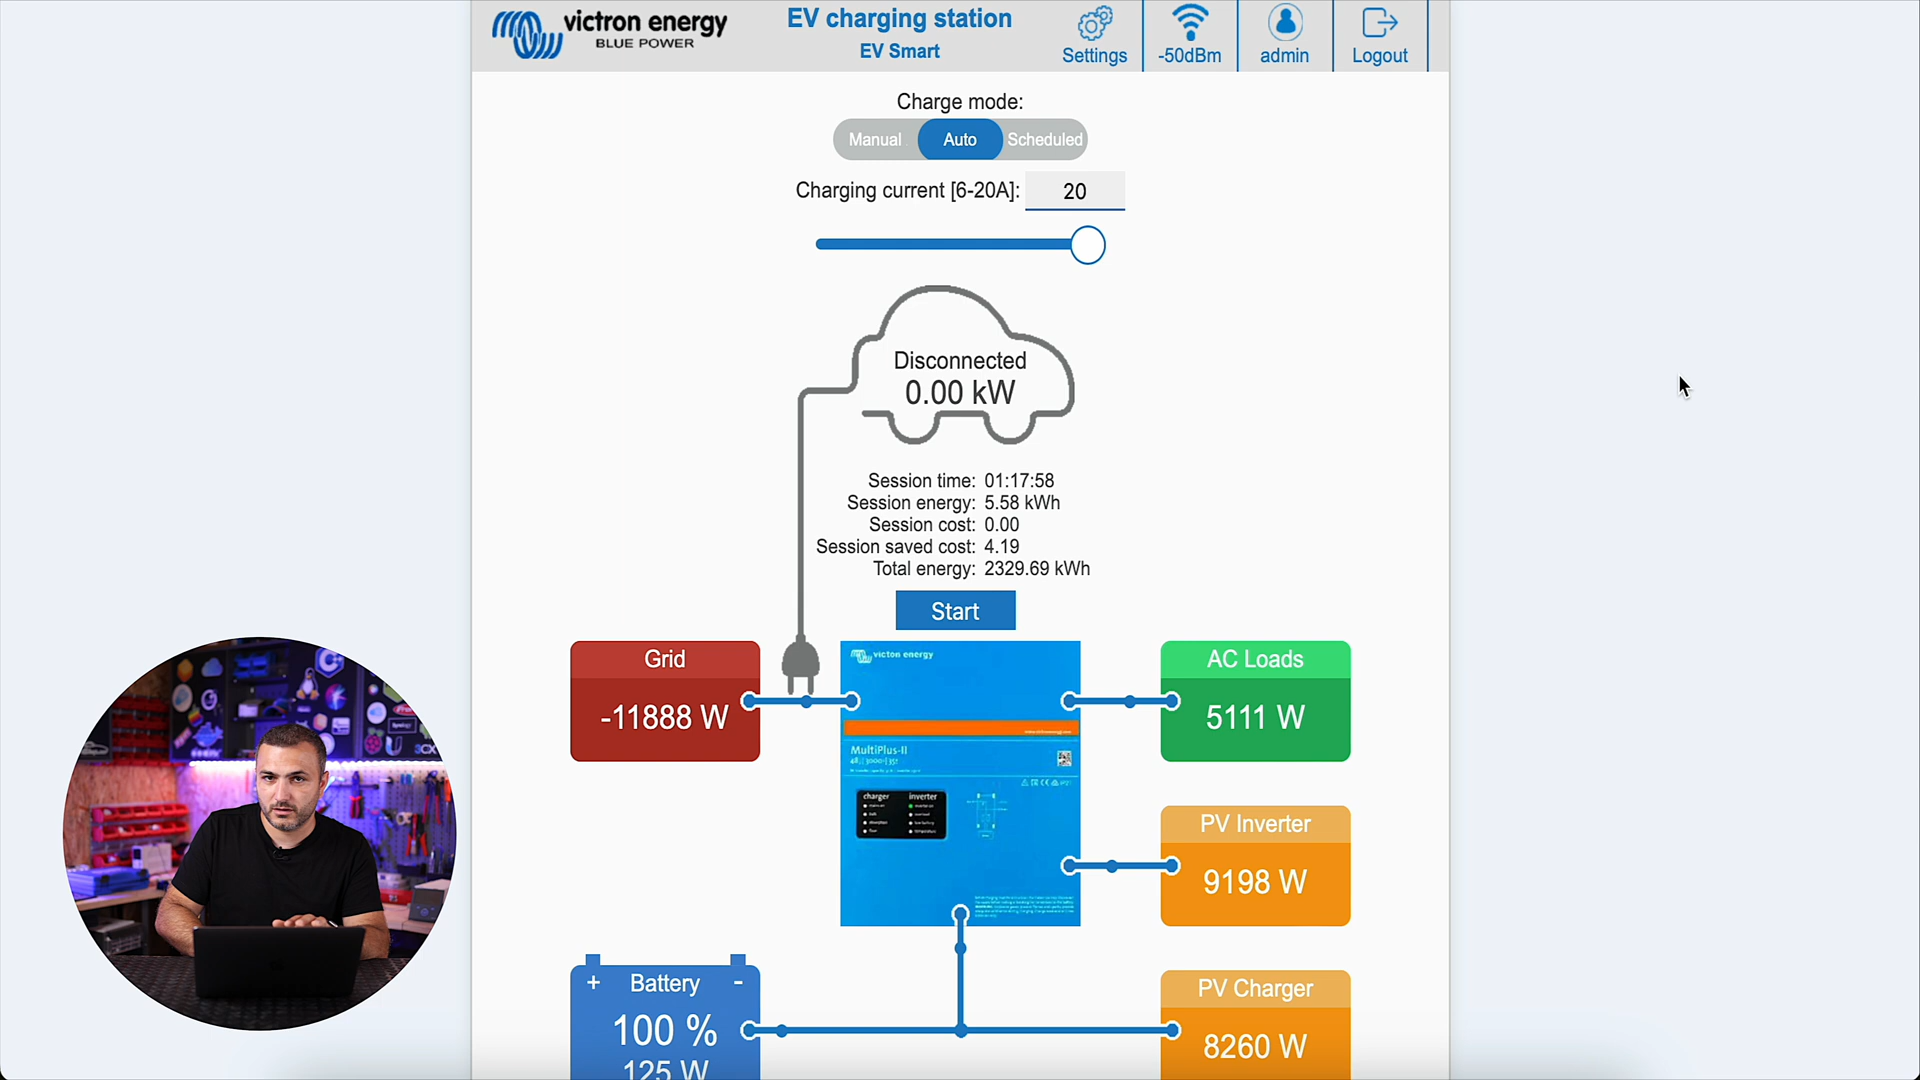 victron energy
BLUE POWER
EV charging station
EV Smart
Settings
-50dBm
admin
Logout
Charge mode:
Manual
Auto
Scheduled
Charging current [6-20A]:
20
Disconnected
0.00 kW
Session time: 01:17:58
Session energy: 5.58 kWh
Session cost: 0.00
Session saved cost: 4.19
Total energy: 2329.69 kWh
Start
Grid
-11888 W
victon energy
MultiPlus-II
charger
inverter
AC Loads
5111 W
PV Inverter
9198 W
+ Battery -
100 %
125 W
PV Charger
8260 W